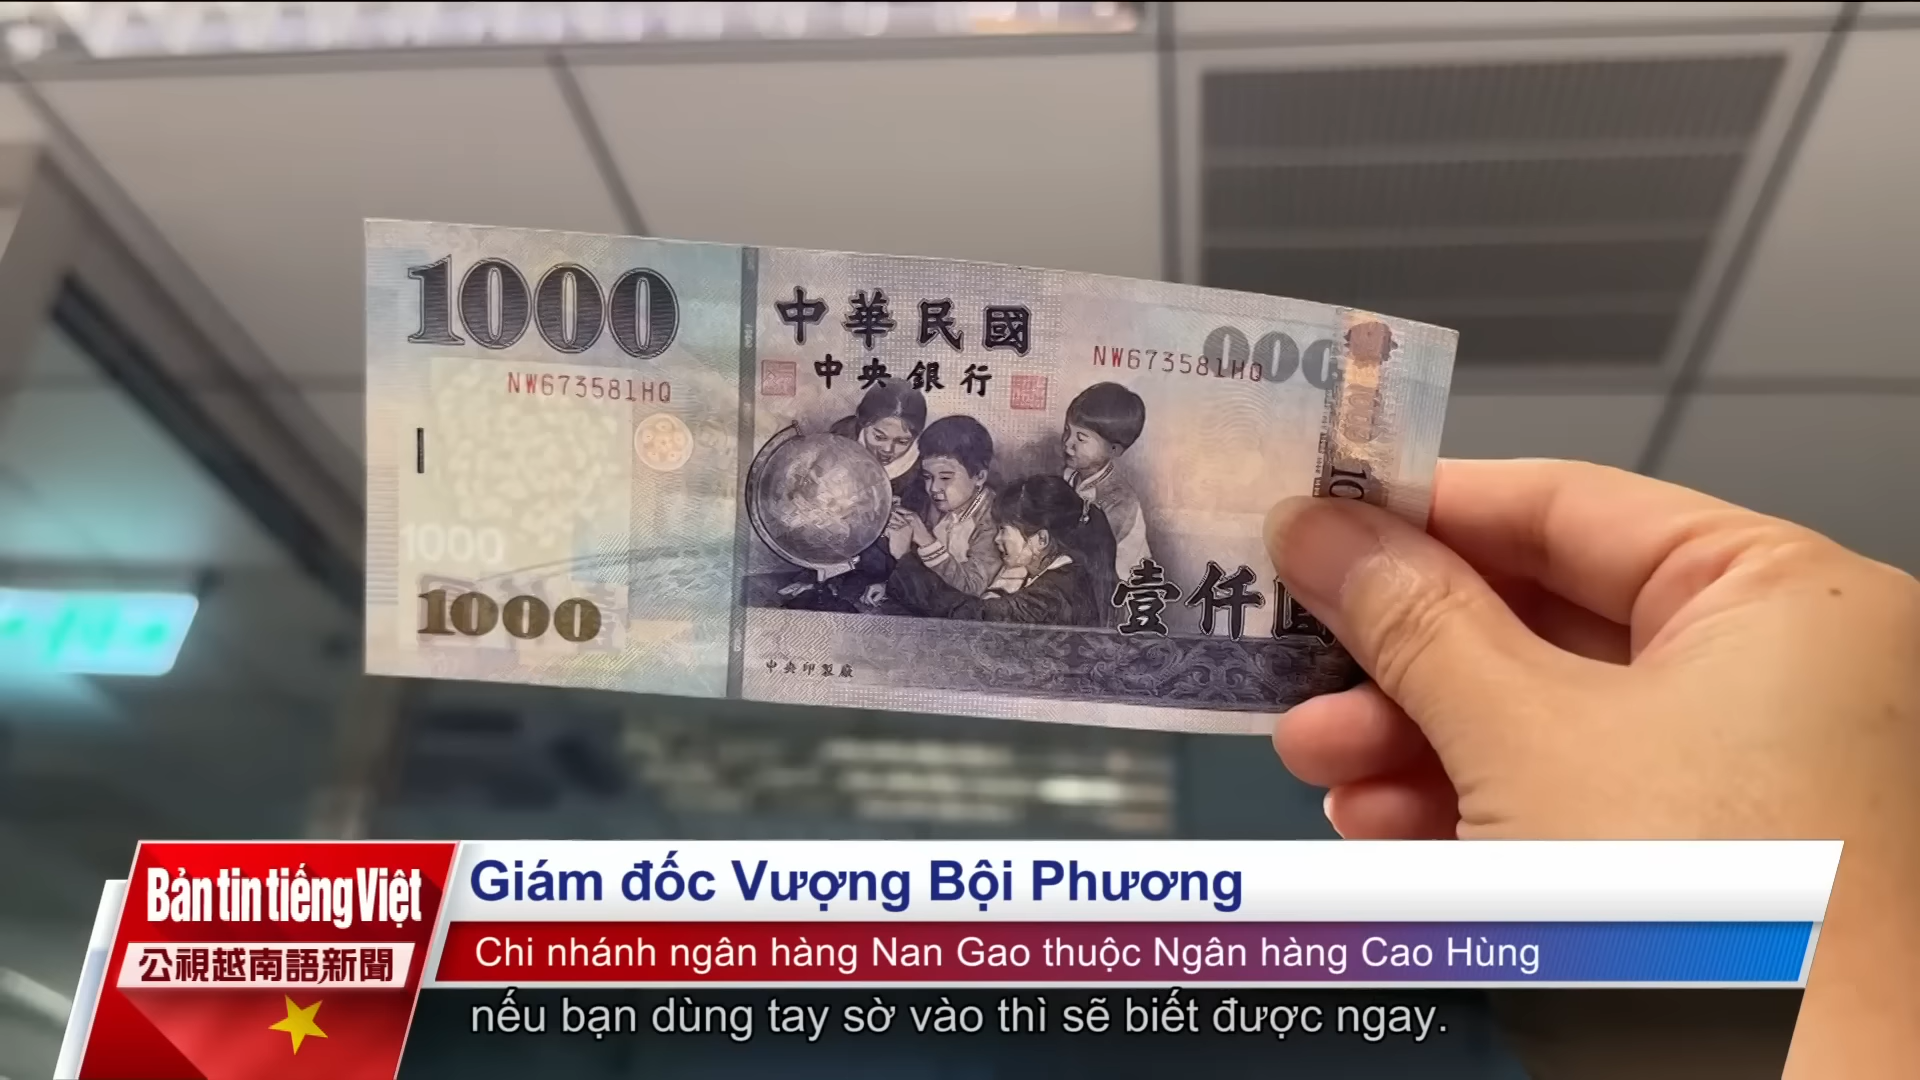 1000
中華民國
中央銀行
NW673581HQ
NW673581HQ
000
10
1000
1000
壹仟圓
中央印製廠
Bản tin tiếng Việt
公視越南語新聞
Giám đốc Vượng Bội Phương
Chi nhánh ngân hàng Nan Gao thuộc Ngân hàng Cao Hùng
nếu bạn dùng tay sờ vào thì sẽ biết được ngay.